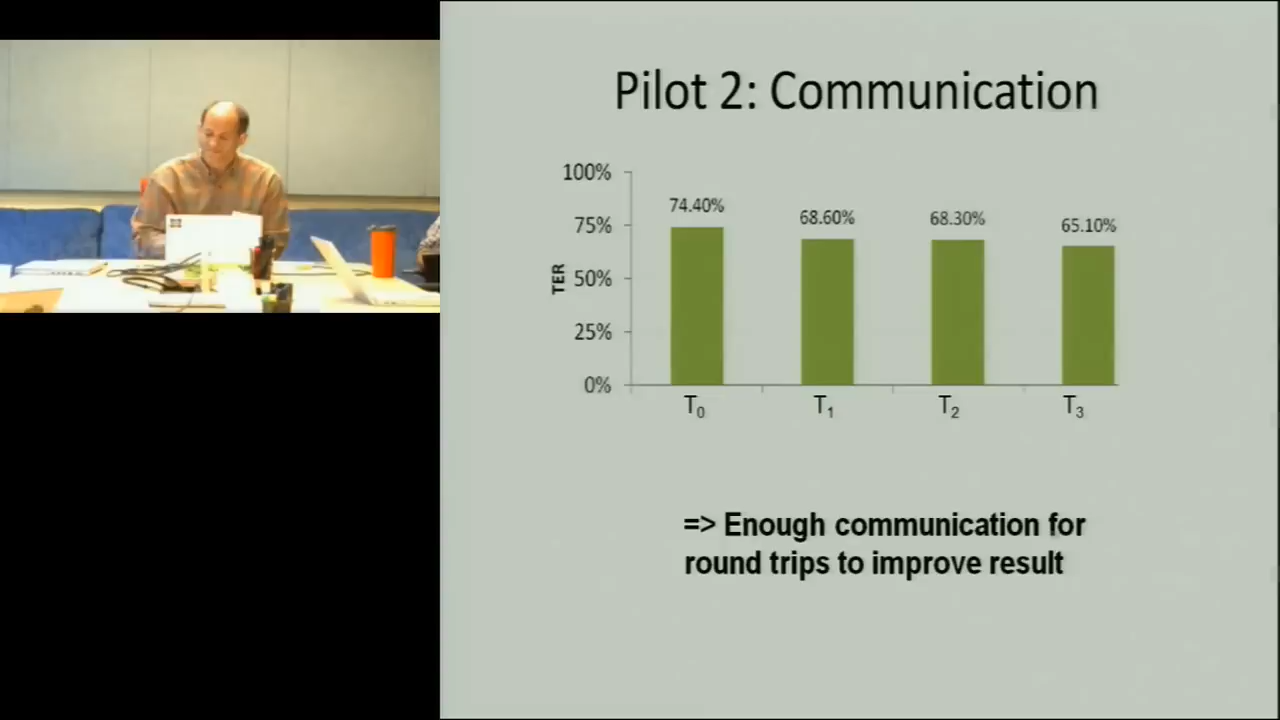 Pilot 2: Communication
100%
75%
50%
25%
0%
TER
74.40%
68.60%
68.30%
65.10%
T0
T1
T2
T3
=> Enough communication for
round trips to improve result